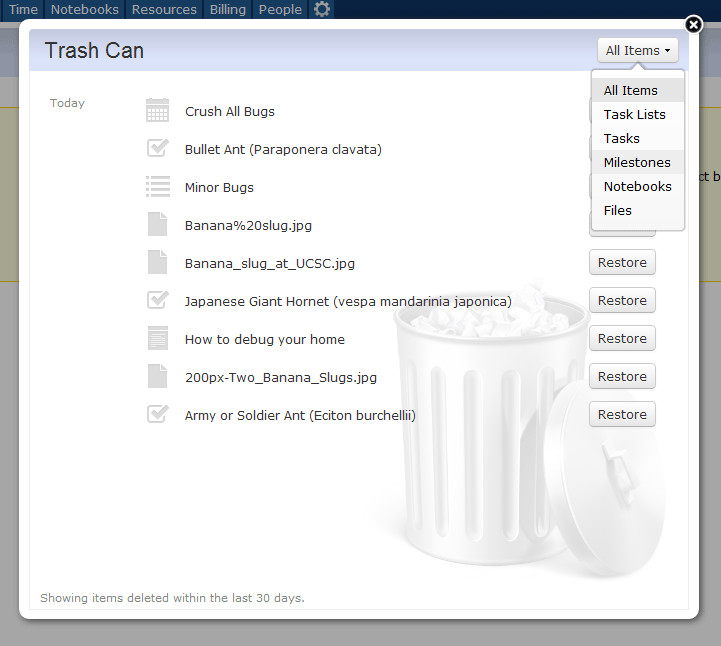 Time Notebooks Resources Billing People
Trash Can
All Items
All Items
Task Lists
Tasks
Milestones
Notebooks
Files
Today
Crush All Bugs
Bullet Ant (Paraponera clavata)
Minor Bugs
Banana%20slug.jpg
Banana_slug_at_UCSC.jpg Restore
Japanese Giant Hornet (vespa mandarinia japonica) Restore
How to debug your home Restore
200px-Two_Banana_Slugs.jpg Restore
Army or Soldier Ant (Eciton burchellii) Restore
Showing items deleted within the last 30 days.